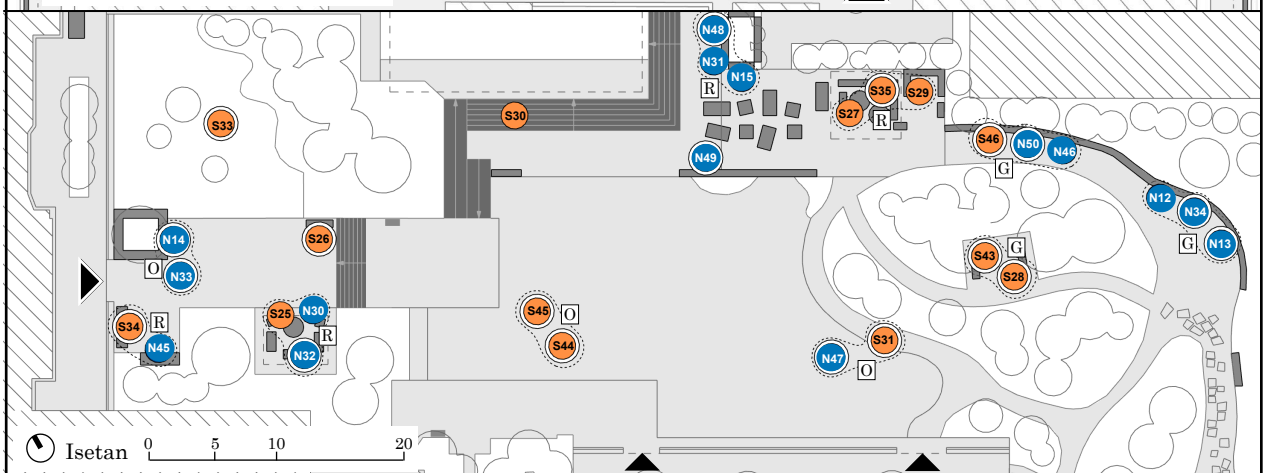 N48
N31
N15
R
S35
S29
S27
R
S30
S33
S46
N50
N46
G
N49
N12
N34
G
N13
N14
O
N33
S26
S43
G
S28
S34
R
N45
S25
N30
R
N32
S45
O
S44
S31
N47
O
Isetan 0 5 10 20